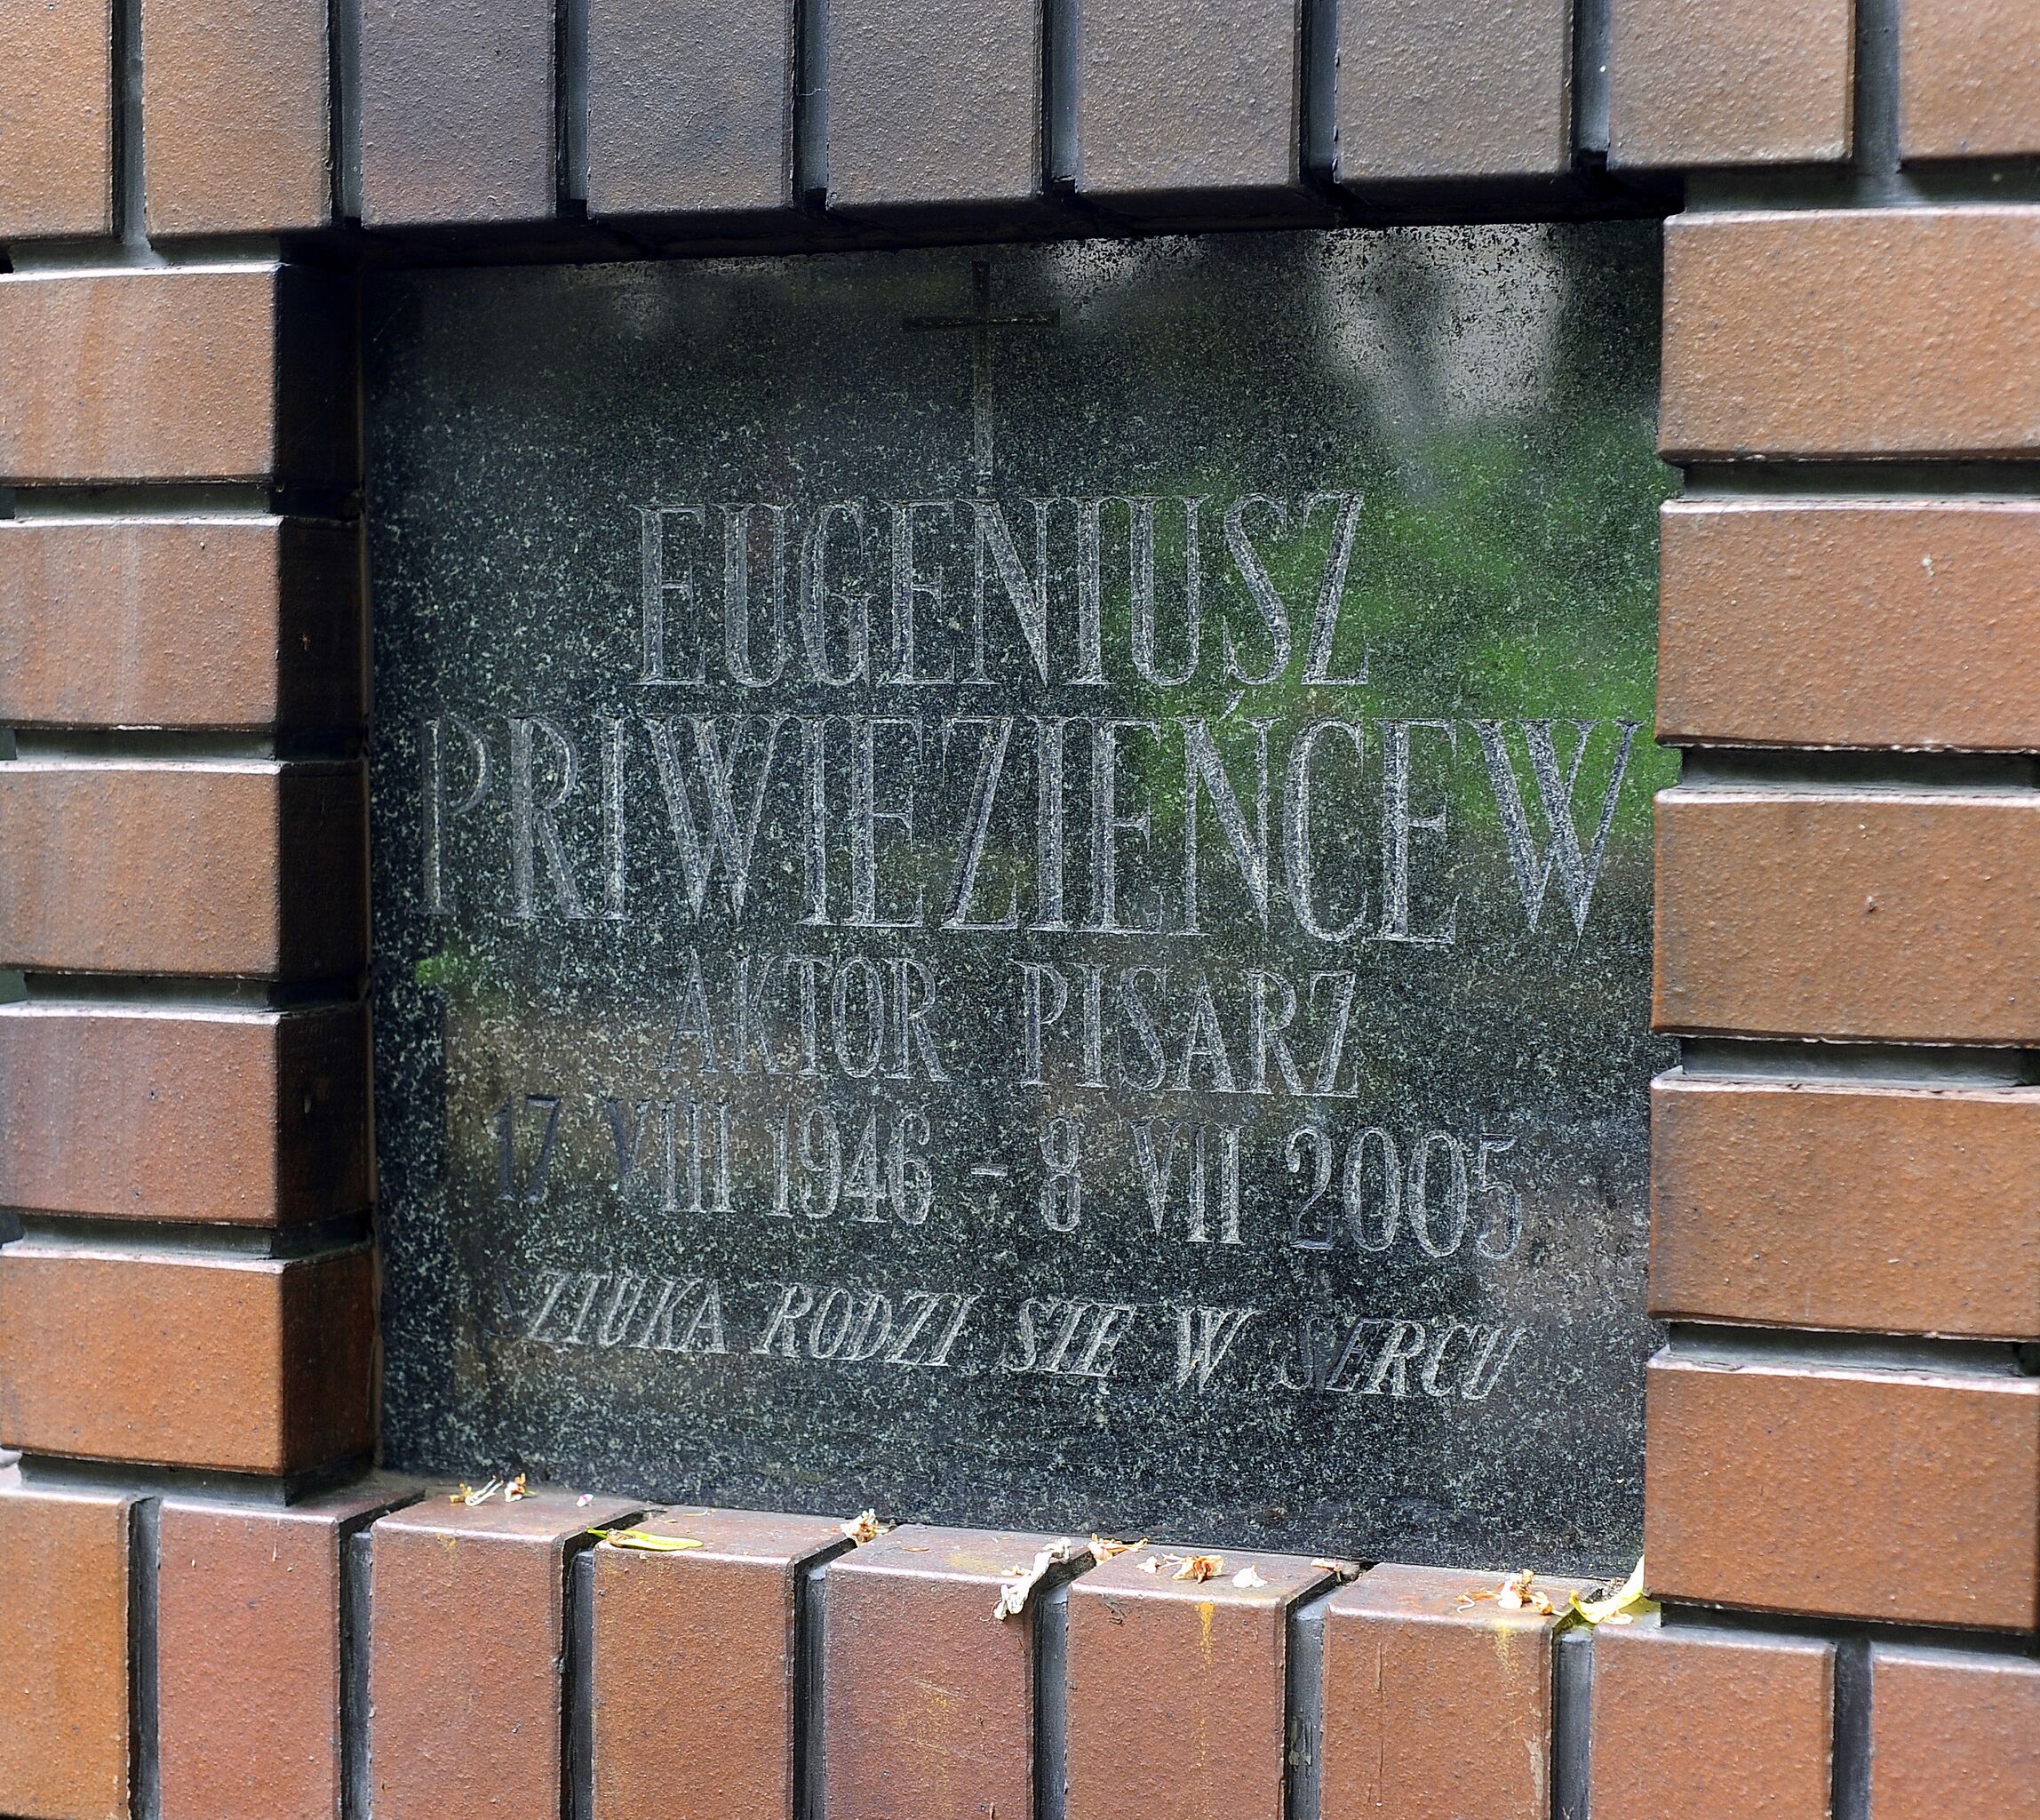 EUGENIUSZ
PRIWIEZIEŃCEW
AKTOR PISARZ
17 VIII 1946 - 8 VII 2005
SZTUKA RODZI SIĘ W SERCU